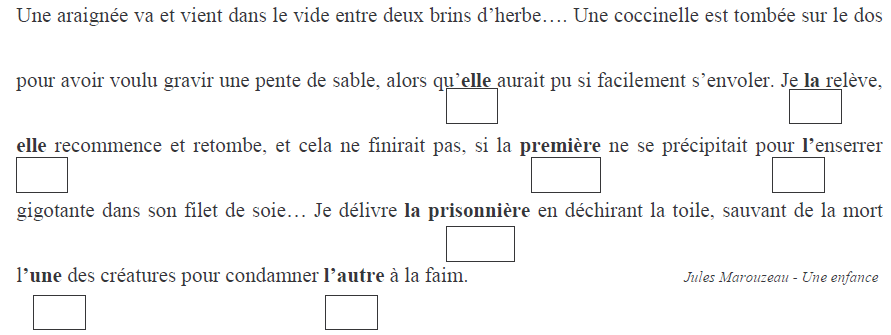 Une araignée va et vient dans le vide entre deux brins d’herbe…. Une coccinelle est tombée sur le dos
pour avoir voulu gravir une pente de sable, alors qu’elle aurait pu si facilement s’envoler. Je la relève,
elle recommence et retombe, et cela ne finirait pas, si la première ne se précipitait pour l’enserrer
gigotante dans son filet de soie… Je délivre la prisonnière en déchirant la toile, sauvant de la mort
l’une des créatures pour condamner l’autre à la faim.
Jules Marouzeau - Une enfance